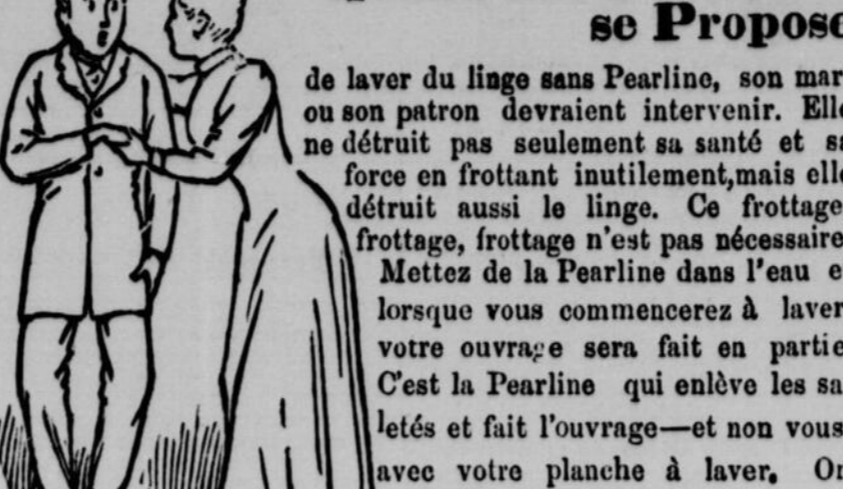 se Propose
de laver du linge sans Pearline, son mar
ou son patron devraient intervenir. Elle
ne détruit pas seulement sa santé et sa
force en frottant inutilement,mais elle
détruit aussi le linge. Ce frottage
frottage, frottage n'est pas nécessaire
Mettez de la Pearline dans l'eau e
lorsque vous commencerez à laver
votre ouvrage sera fait en partie
C'est la Pearline qui enlève les sa
letés et fait l'ouvrage—et non vous
avec votre planche à laver. Or